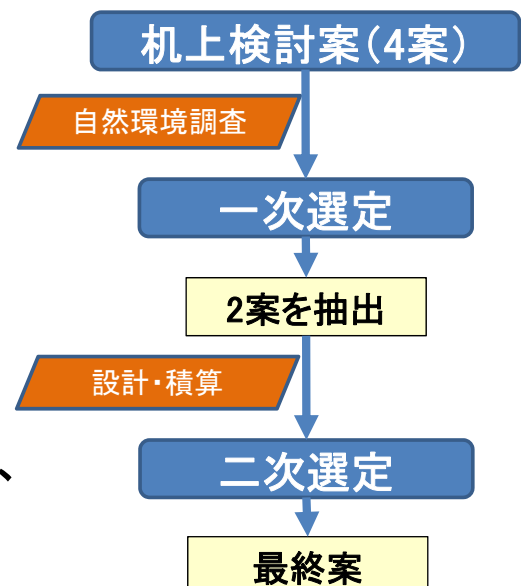 机上検討案(4案)
自然環境調査
一次選定
2案を抽出
設計・積算
二次選定
、
最終案